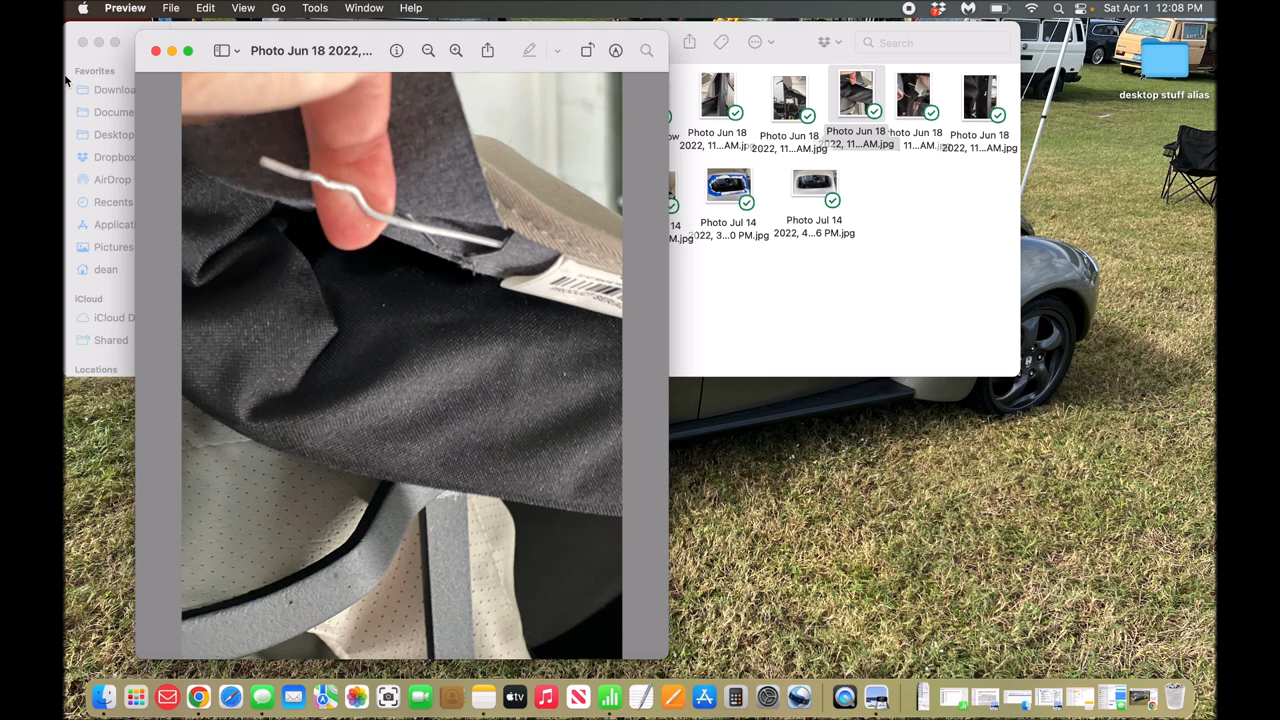 Preview File Edit View Go Tools Window Help
Sat Apr 1 12:08 PM
Photo Jun 18 2022,...
Search
Favorites
Downloa
Docume
Desktop
Dropbox
AirDrop
Recents
Applicati
Pictures
dean
iCloud
iCloud D
Shared
Locations
Photo Jun 18
2022, 11...AM.jpg
Photo Jun 18
2022, 11...AM.jpg
Photo Jun 18
2022, 11...AM.jpg
hoto Jun 18
11...AM.jpg
Photo Jun 18
2022, 11...AM.jpg
14
M.jpg
Photo Jul 14
2022, 3...0 PM.jpg
Photo Jul 14
2022, 4...6 PM.jpg
desktop stuff alias